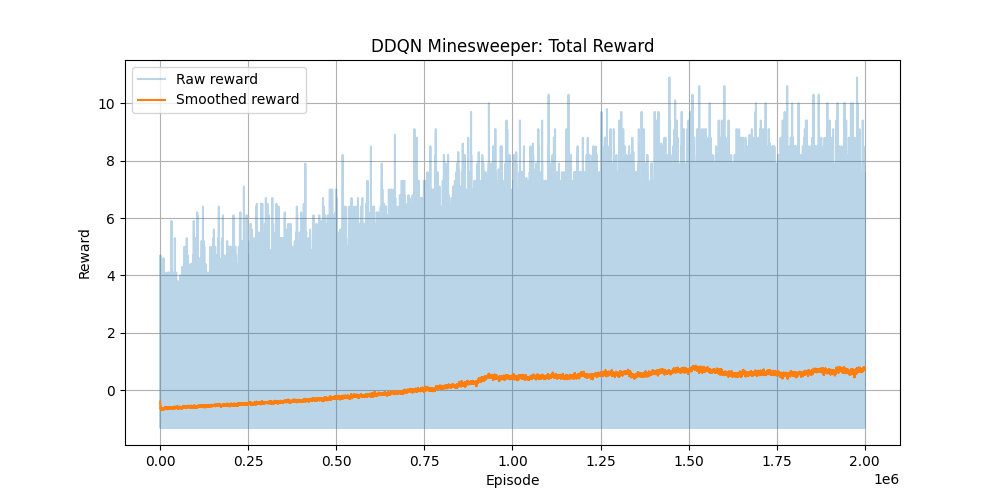 DDQN Minesweeper: Total Reward
Raw reward
Smoothed reward
Reward
10
8
6
4
2
0
0.00 0.25 0.50 0.75 1.00 1.25 1.50 1.75 2.00
1e6
Episode